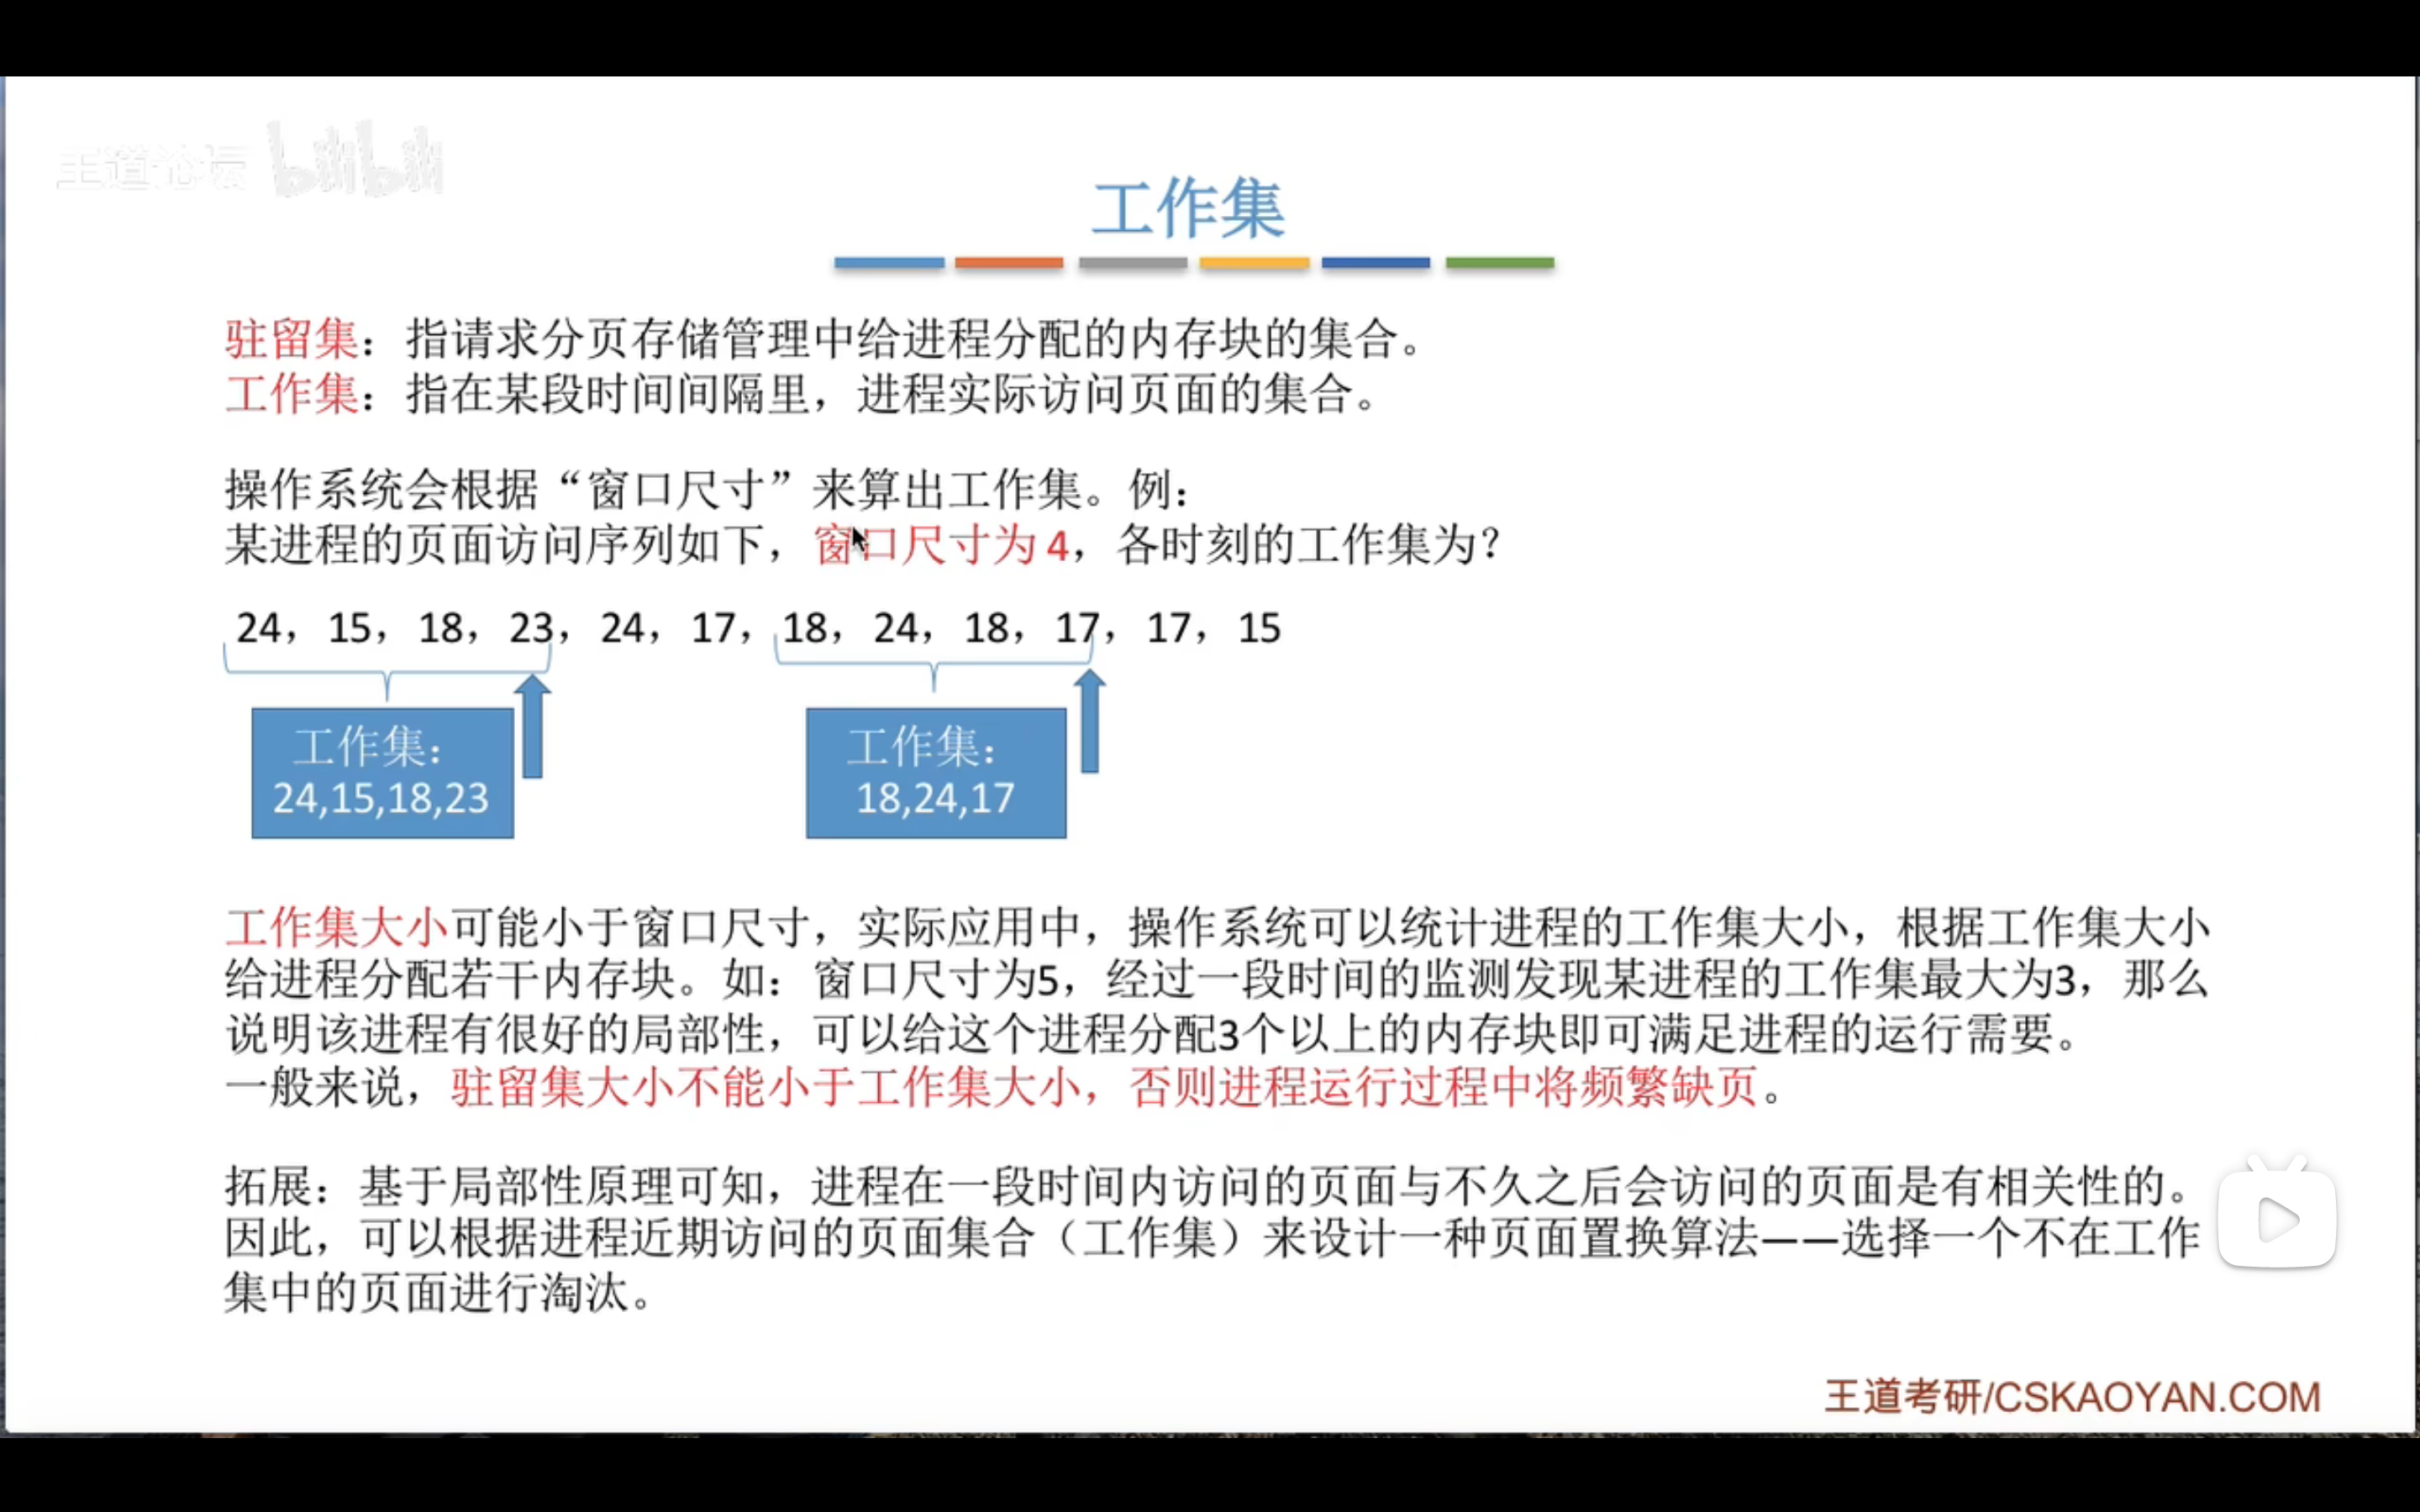 王道论坛 bilibili
工作集
驻留集：指请求分页存储管理中给进程分配的内存块的集合。
工作集：指在某段时间间隔里，进程实际访问页面的集合。
操作系统会根据“窗口尺寸”来算出工作集。例：
某进程的页面访问序列如下，窗口尺寸为4，各时刻的工作集为？
24，15，18，23，24，17，18，24，18，17，17，15
工作集：
24,15,18,23
工作集：
18,24,17
工作集大小可能小于窗口尺寸，实际应用中，操作系统可以统计进程的工作集大小，根据工作集大小
给进程分配若干内存块。如：窗口尺寸为5，经过一段时间的监测发现某进程的工作集最大为3，那么
说明该进程有很好的局部性，可以给这个进程分配3个以上的内存块即可满足进程的运行需要。
一般来说，驻留集大小不能小于工作集大小，否则进程运行过程中将频繁缺页。
拓展：基于局部性原理可知，进程在一段时间内访问的页面与不久之后会访问的页面是有相关性的。
因此，可以根据进程近期访问的页面集合（工作集）来设计一种页面置换算法——选择一个不在工作
集中的页面进行淘汰。
王道考研/CSKAOYAN.COM